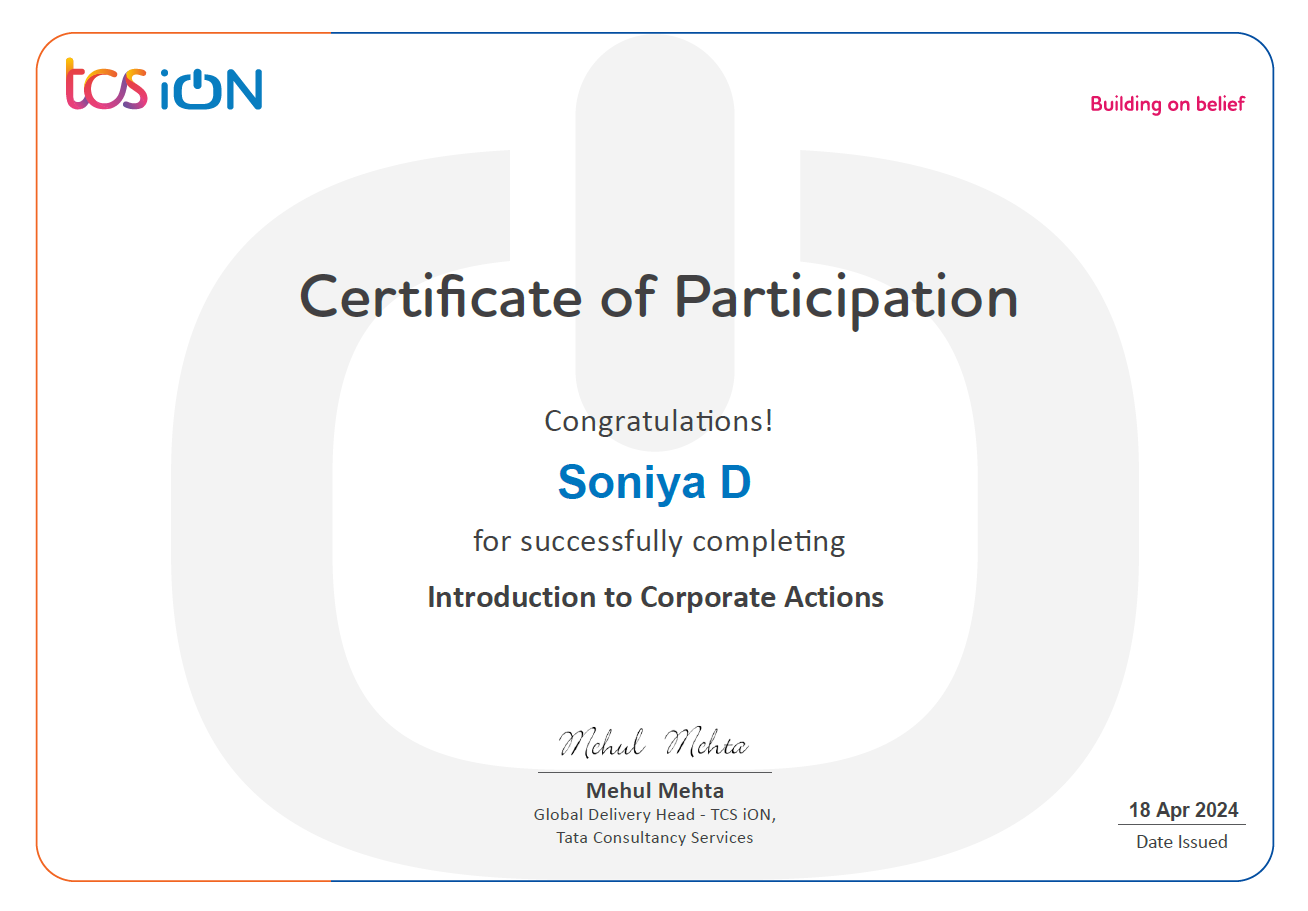 tcs iON
Building on belief
Certificate of Participation
Congratulations!
Soniya D
for successfully completing
Introduction to Corporate Actions
Mehul Mehta
Mehul Mehta
Global Delivery Head - TCS iON,
Tata Consultancy Services
18 Apr 2024
Date Issued